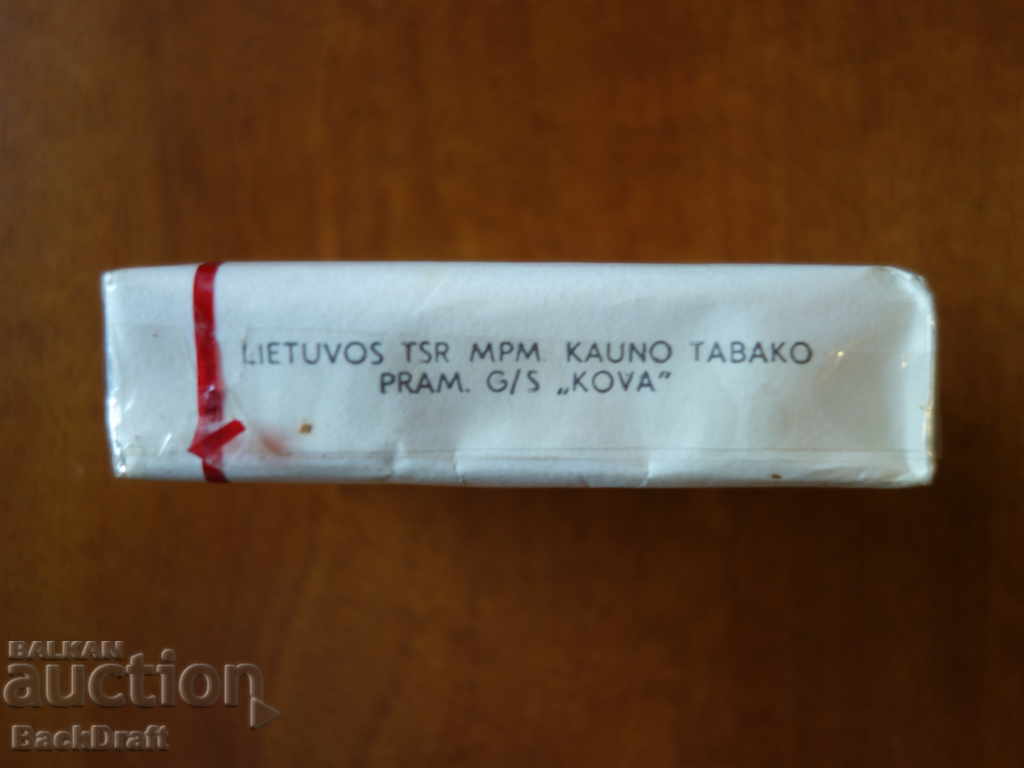 LIETUVOS TSR MPM KAUNO TABAKO
PRAM. G/S „KOVA”
BALKAN
auction
BackDraft